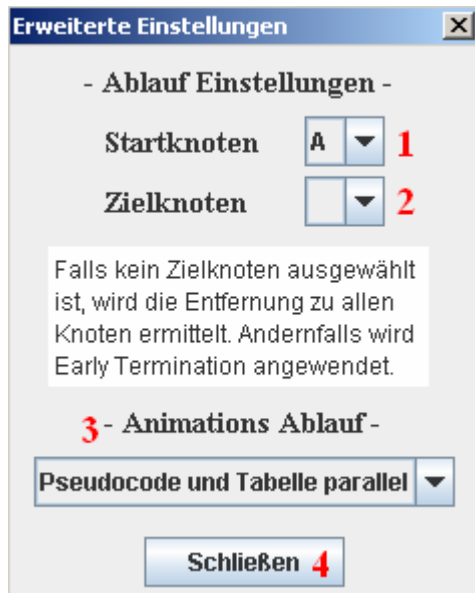 Erweiterte Einstellungen
- Ablauf Einstellungen -
Startknoten A 1
Zielknoten 2
Falls kein Zielknoten ausgewählt
ist, wird die Entfernung zu allen
Knoten ermittelt. Andernfalls wird
Early Termination angewendet.
3 - Animations Ablauf -
Pseudocode und Tabelle parallel
Schließen 4